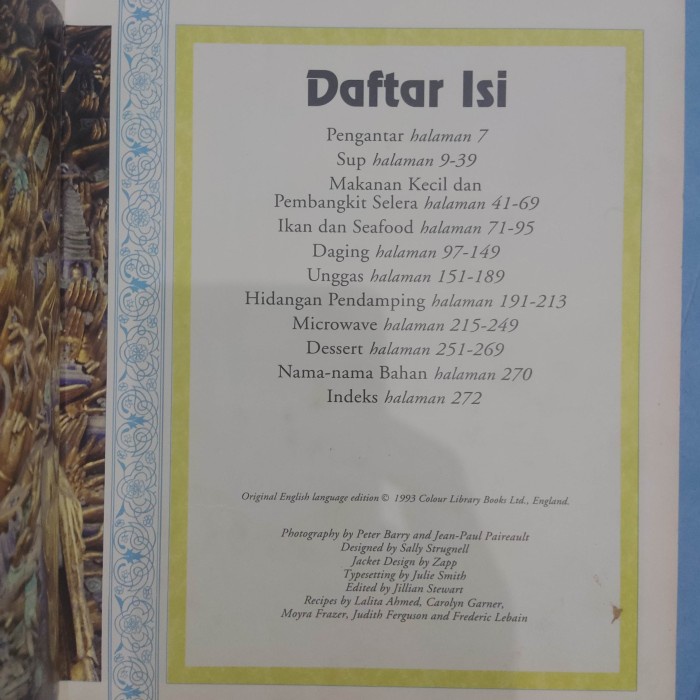 Daftar Isi
Pengantar halaman 7
Sup halaman 9-39
Makanan Kecil dan
Pembangkit Selera halaman 41-69
Ikan dan Seafood halaman 71-95
Daging halaman 97-149
Unggas halaman 151-189
Hidangan Pendamping halaman 191-213
Microwave halaman 215-249
Dessert halaman 251-269
Nama-nama Bahan halaman 270
Indeks halaman 272
Original English language edition © 1993 Colour Library Books Ltd., England.
Photography by Peter Barry and Jean-Paul Paireault
Designed by Sally Strugnell
Jacket Design by Zapp
Typesetting by Julie Smith
Edited by Jillian Stewart
Recipes by Lalita Ahmed, Carolyn Garner,
Moyra Frazer, Judith Ferguson and Frederic Lebain